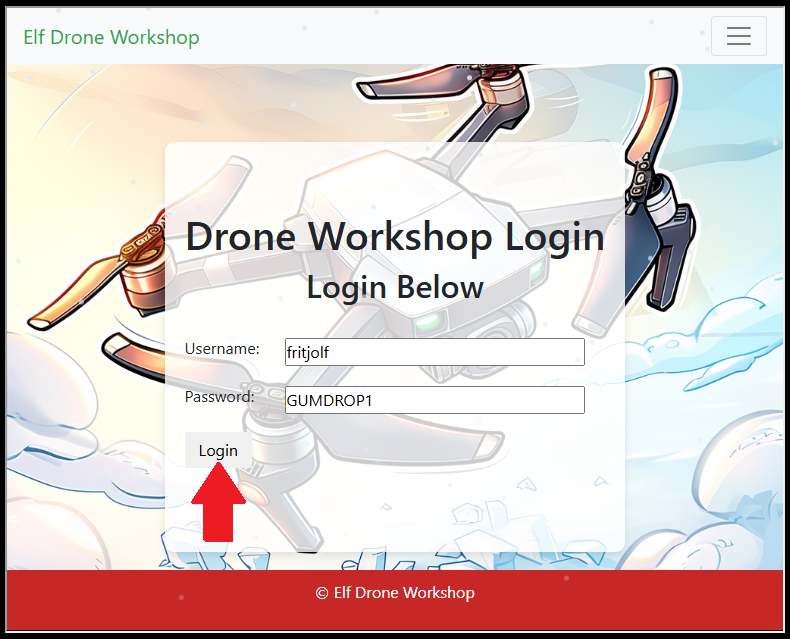 Elf Drone Workshop
Drone Workshop Login
Login Below
Username: fritjolf
Password: GUMDROP1
Login
© Elf Drone Workshop